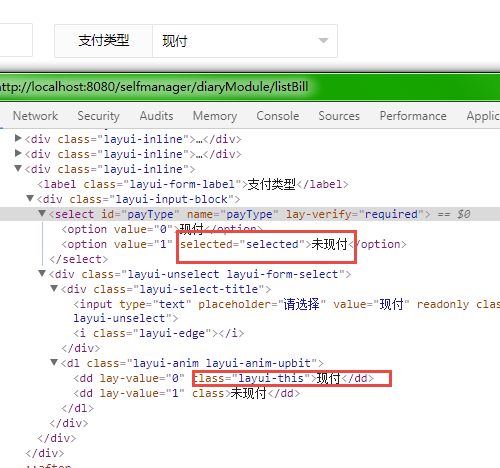 支付类型 现付
http://localhost:8080/selfmanager/diaryModule/listBill
Network Security Audits Memory Console Sources Performance Applic
<div class="layui-inline">…</div>
<div class="layui-inline">…</div>
<div class="layui-inline">
<label class="layui-form-label">支付类型</label>
<div class="layui-input-block">
<select id="payType" name="payType" lay-verify="required"> == $0
<option value="0">现付</option>
<option value="1" selected="selected">未现付</option>
</select>
<div class="layui-unselect layui-form-select">
<div class="layui-select-title">
<input type="text" placeholder="请选择" value="现付" readonly clas
layui-unselect">
<i class="layui-edge"></i>
</div>
<dl class="layui-anim layui-anim-upbit">
<dd lay-value="0" class="layui-this">现付</dd>
<dd lay-value="1" class>未现付</dd>
</dl>
</div>
</div>
::after